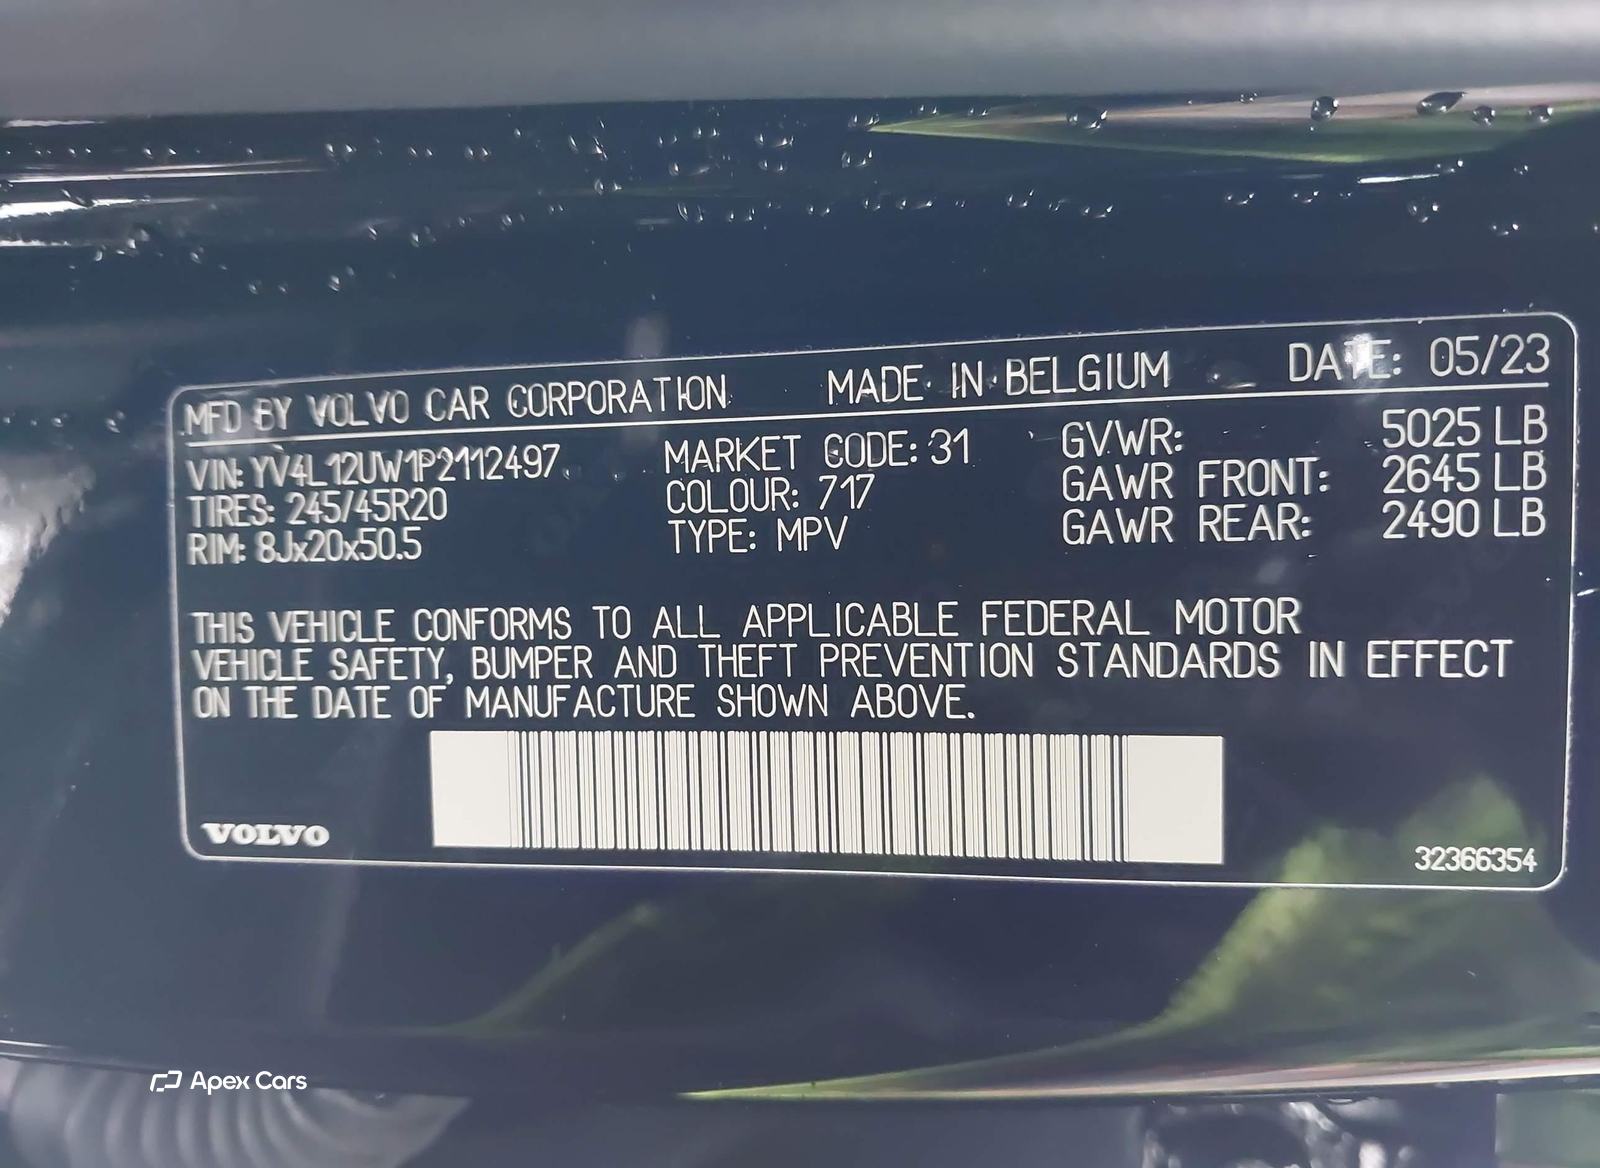 MFD BY VOLVO CAR CORPORATION MADE IN BELGIUM DATE: 05/23
VIN: YV4L12UW1P2112497 MARKET CODE: 31 GVWR: 5025 LB
TIRES: 245/45R20 COLOUR: 717 GAWR FRONT: 2645 LB
RIM: 8Jx20x50.5 TYPE: MPV GAWR REAR: 2490 LB
THIS VEHICLE CONFORMS TO ALL APPLICABLE FEDERAL MOTOR
VEHICLE SAFETY, BUMPER AND THEFT PREVENTION STANDARDS IN EFFECT
ON THE DATE OF MANUFACTURE SHOWN ABOVE.
VOLVO
32366354
Apex Cars